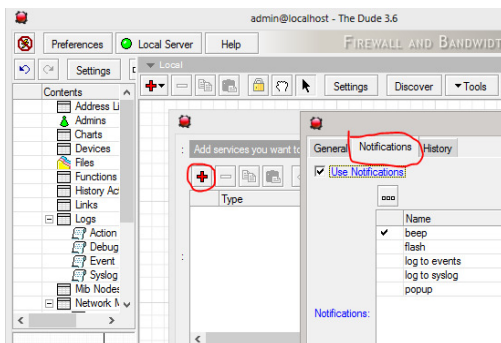 admin@localhost - The Dude 3.6
Preferences Local Server Help FIREWALL AND BANDWIDT
Settings Local
Settings Discover Tools
Contents
Address Li
Admins
Charts
Devices
Files
Functions
History Act
Links
Logs
Action
Debug
Event
Syslog
Mib Nodes
Network M
Add services you want to
Type
General Notifications History
Use Notifications
Name
beep
flash
log to events
log to syslog
popup
Notifications: